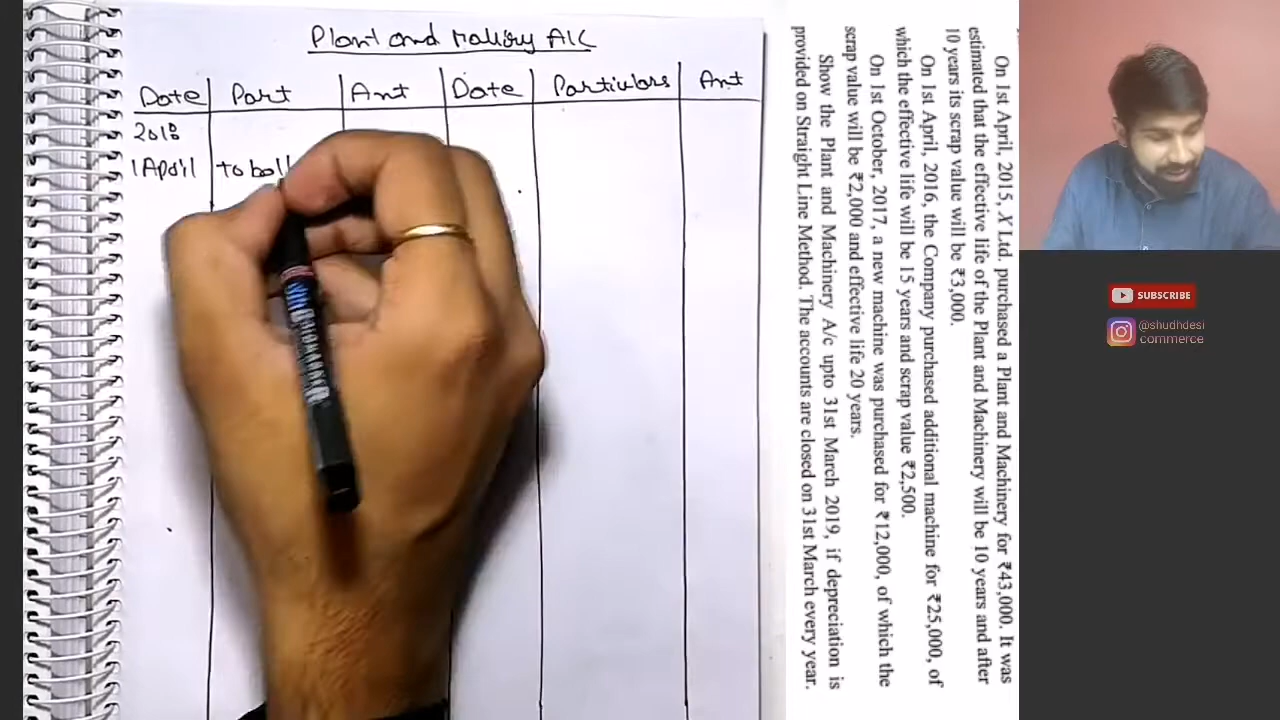 Plant and Maliry A/C
Date Part Amt Date Particulars Amt
2018
1 April to ball
On 1st April, 2015, X Ltd. purchased a Plant and Machinery for ₹43,000. It was
estimated that the effective life of the Plant and Machinery will be 10 years and after
10 years its scrap value will be ₹3,000.
On 1st April, 2016, the Company purchased additional machine for ₹25,000, of
which the effective life will be 15 years and scrap value ₹2,500.
On 1st October, 2017, a new machine was purchased for ₹12,000, of which the
scrap value will be ₹2,000 and effective life 20 years.
Show the Plant and Machinery A/c upto 31st March 2019, if depreciation is
provided on Straight Line Method. The accounts are closed on 31st March every year.
SUBSCRIBE
@shudhdesi
commerce